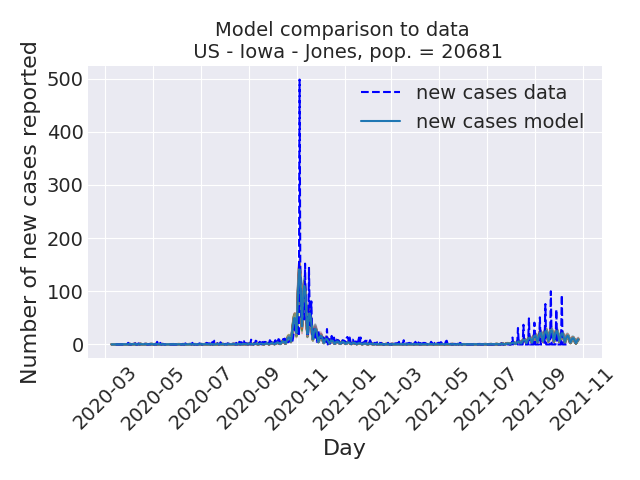 Model comparison to data
US - Iowa - Jones, pop. = 20681
Number of new cases reported
500
400
300
200
100
0
new cases data
new cases model
2020-03
2020-05
2020-07
2020-09
2020-11
2021-01
2021-03
2021-05
2021-07
2021-09
2021-11
Day